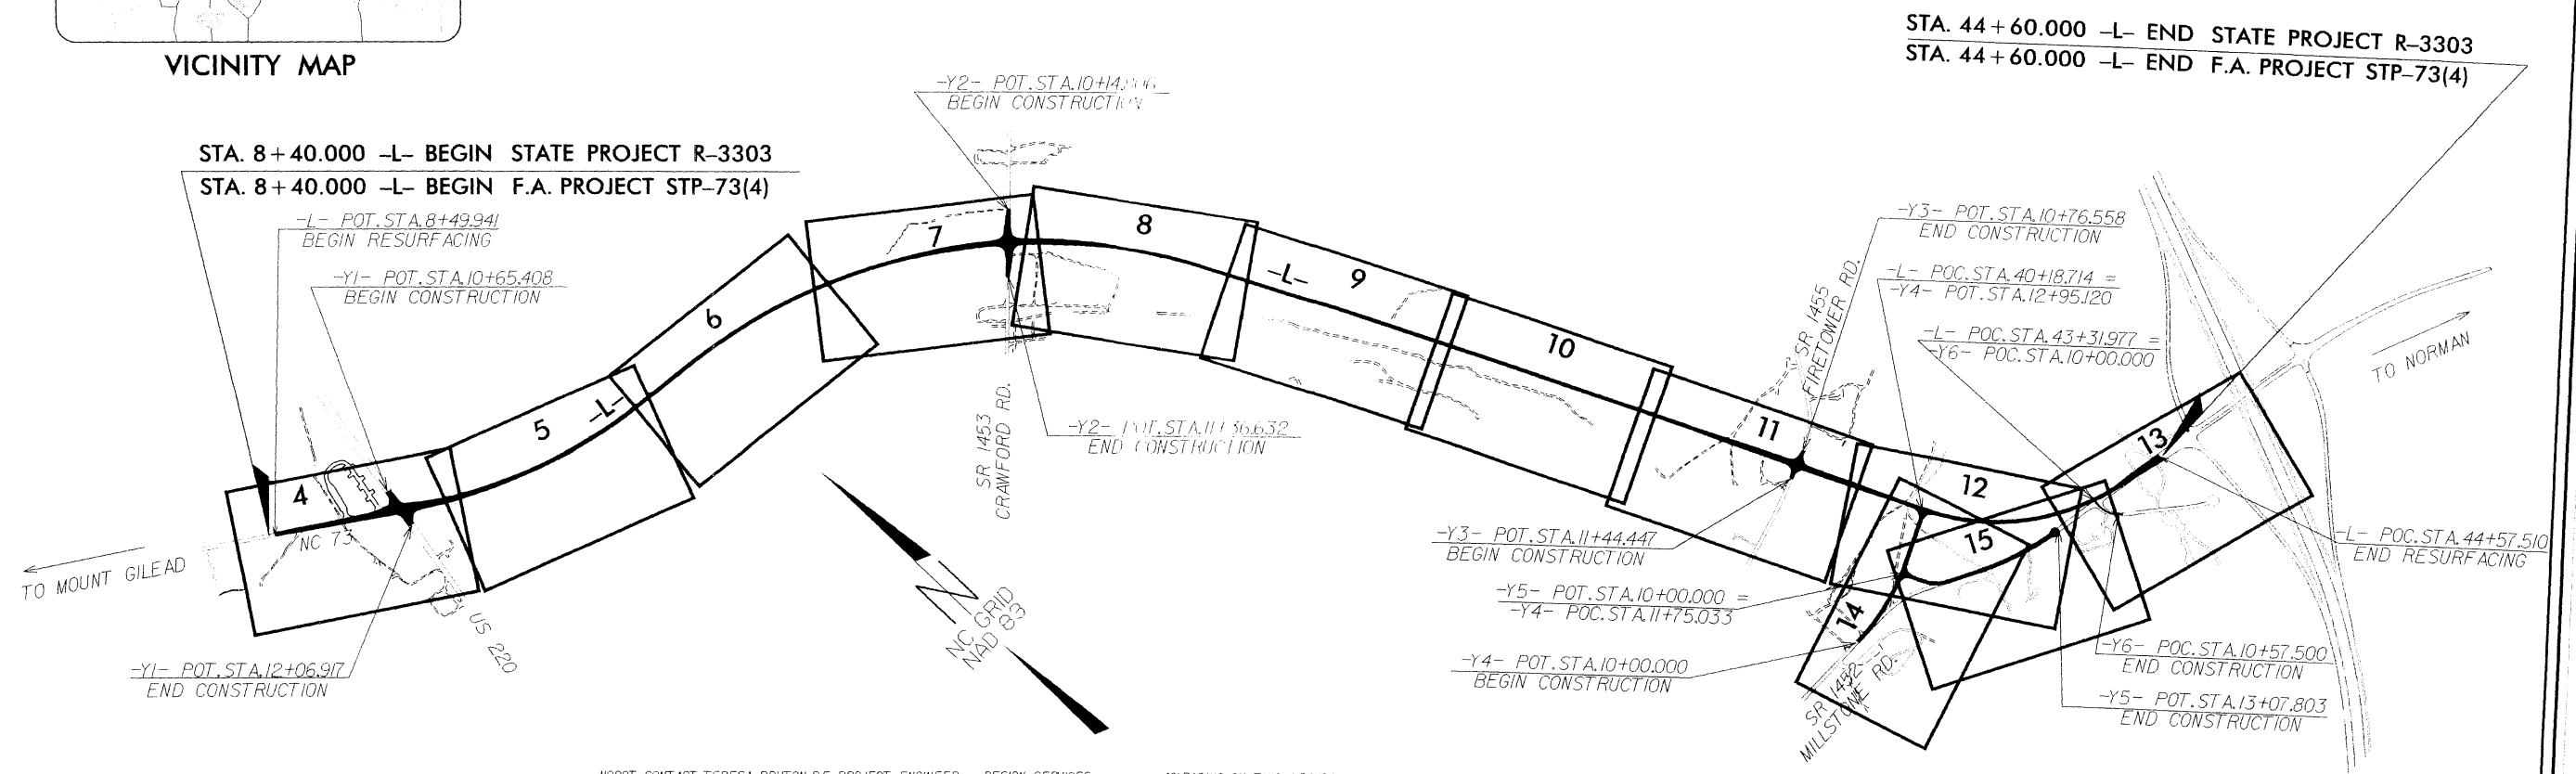 VICINITY MAP
STA. 44+60.000 -L- END STATE PROJECT R-3303
STA. 44+60.000 -L- END F.A. PROJECT STP-73(4)
STA. 8+40.000 -L- BEGIN STATE PROJECT R-3303
STA. 8+40.000 -L- BEGIN F.A. PROJECT STP-73(4)
-L- POT.STA.8+49.941
BEGIN RESURFACING
-Y1- POT.STA.10+65.408
BEGIN CONSTRUCTION
-Y2-
BEGIN CONSTRUCTION
-Y3- POT.STA.10+76.558
END CONSTRUCTION
-L- POC.STA.40+18.714 =
-Y4- POT.STA.12+95.120
-L- POC.STA.43+31.977 =
-Y6- POC.STA.10+00.000
SR 1455
FIRETOWER RD.
TO NORMAN
4
5
-L-
6
7
8
-L-
9
10
11
12
13
14
15
NC 73
TO MOUNT GILEAD
US 220
-Y1- POT.STA.12+06.917
END CONSTRUCTION
SR 1453
CRAWFORD RD.
-Y2-
END CONSTRUCTION
N
NC GRID
NAD 83
-Y3- POT.STA.11+44.447
BEGIN CONSTRUCTION
-Y5- POT.STA.10+00.000 =
-Y4- POC.STA.11+75.033
-Y4- POT.STA.10+00.000
BEGIN CONSTRUCTION
SR 1452
MILLSTONE RD.
-L- POC.STA.44+57.510
END RESURFACING
-Y6- POC.STA.10+57.500
END CONSTRUCTION
-Y5- POT.STA.13+07.803
END CONSTRUCTION